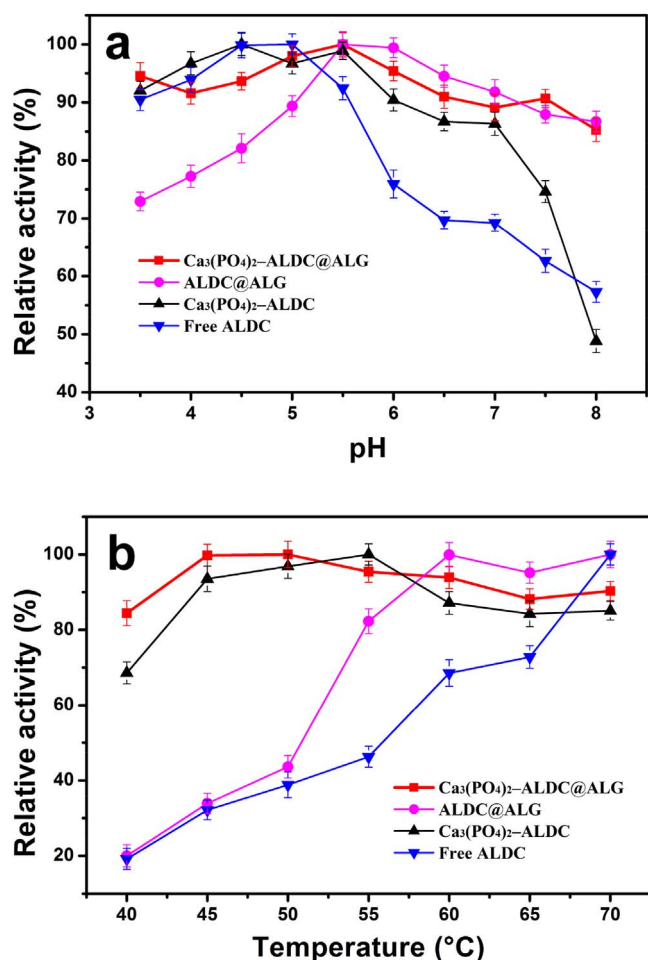 a
Relative activity (%)
100
90
80
70
60
50
40
Ca₃(PO₄)₂–ALDC@ALG
ALDC@ALG
Ca₃(PO₄)₂–ALDC
Free ALDC
3 4 5 6 7 8
pH
b
Relative activity (%)
100
80
60
40
20
Ca₃(PO₄)₂–ALDC@ALG
ALDC@ALG
Ca₃(PO₄)₂–ALDC
Free ALDC
40 45 50 55 60 65 70
Temperature (°C)